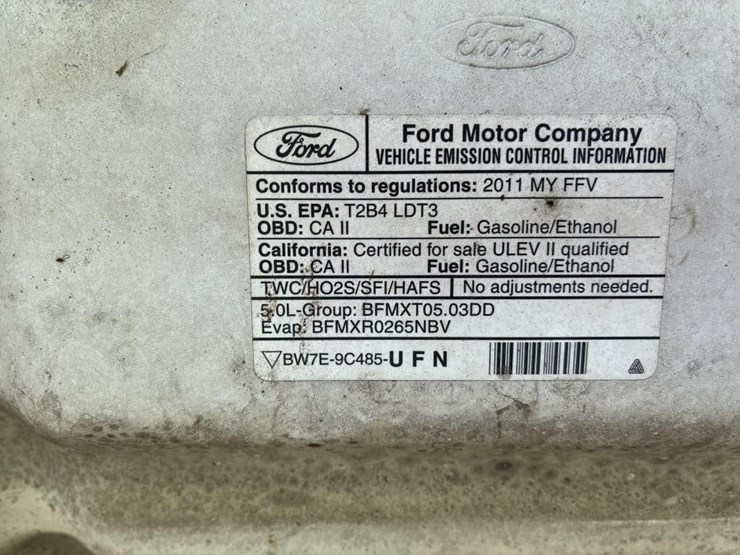 Ford
Ford
Ford Motor Company
VEHICLE EMISSION CONTROL INFORMATION
Conforms to regulations: 2011 MY FFV
U.S. EPA: T2B4 LDT3
OBD: CA II Fuel: Gasoline/Ethanol
California: Certified for sale ULEV II qualified
OBD: CA II Fuel: Gasoline/Ethanol
TWC/HO2S/SFI/HAFS No adjustments needed.
5.0L-Group: BFMXT05.03DD
Evap: BFMXR0265NBV
BW7E-9C485-U F N